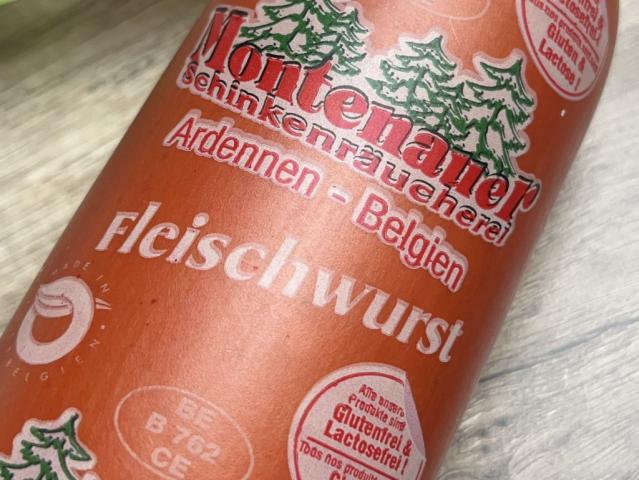 Montenauer
Schinkenräucherei
Ardennen - Belgien
Fleischwurst
MADE IN
BELGIEN
BE
B 762
CE
Alle unsere
Produkte sind
Glutenfrei &
Lactosefrei !
Tous nos produits
Gluten &
Lactose !